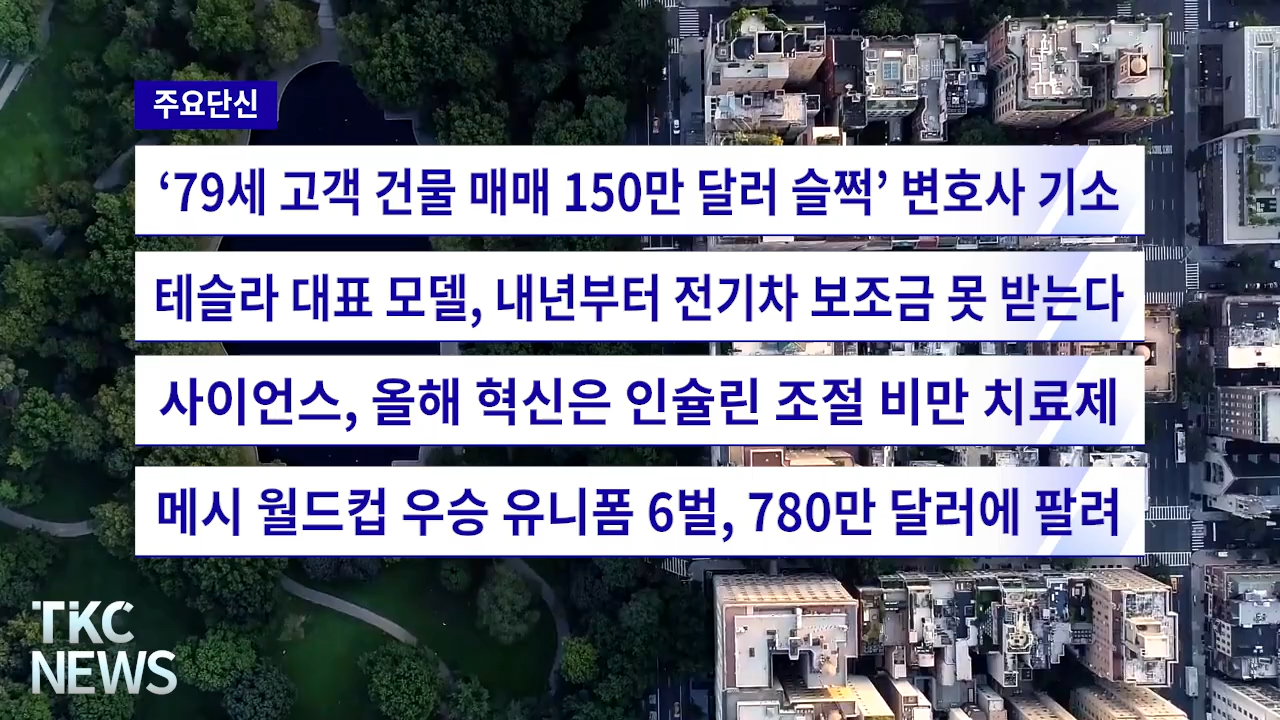 주요단신
‘79세 고객 건물 매매 150만 달러 슬쩍’ 변호사 기소
테슬라 대표 모델, 내년부터 전기차 보조금 못 받는다
사이언스, 올해 혁신은 인슐린 조절 비만 치료제
메시 월드컵 우승 유니폼 6벌, 780만 달러에 팔려
TKC
NEWS